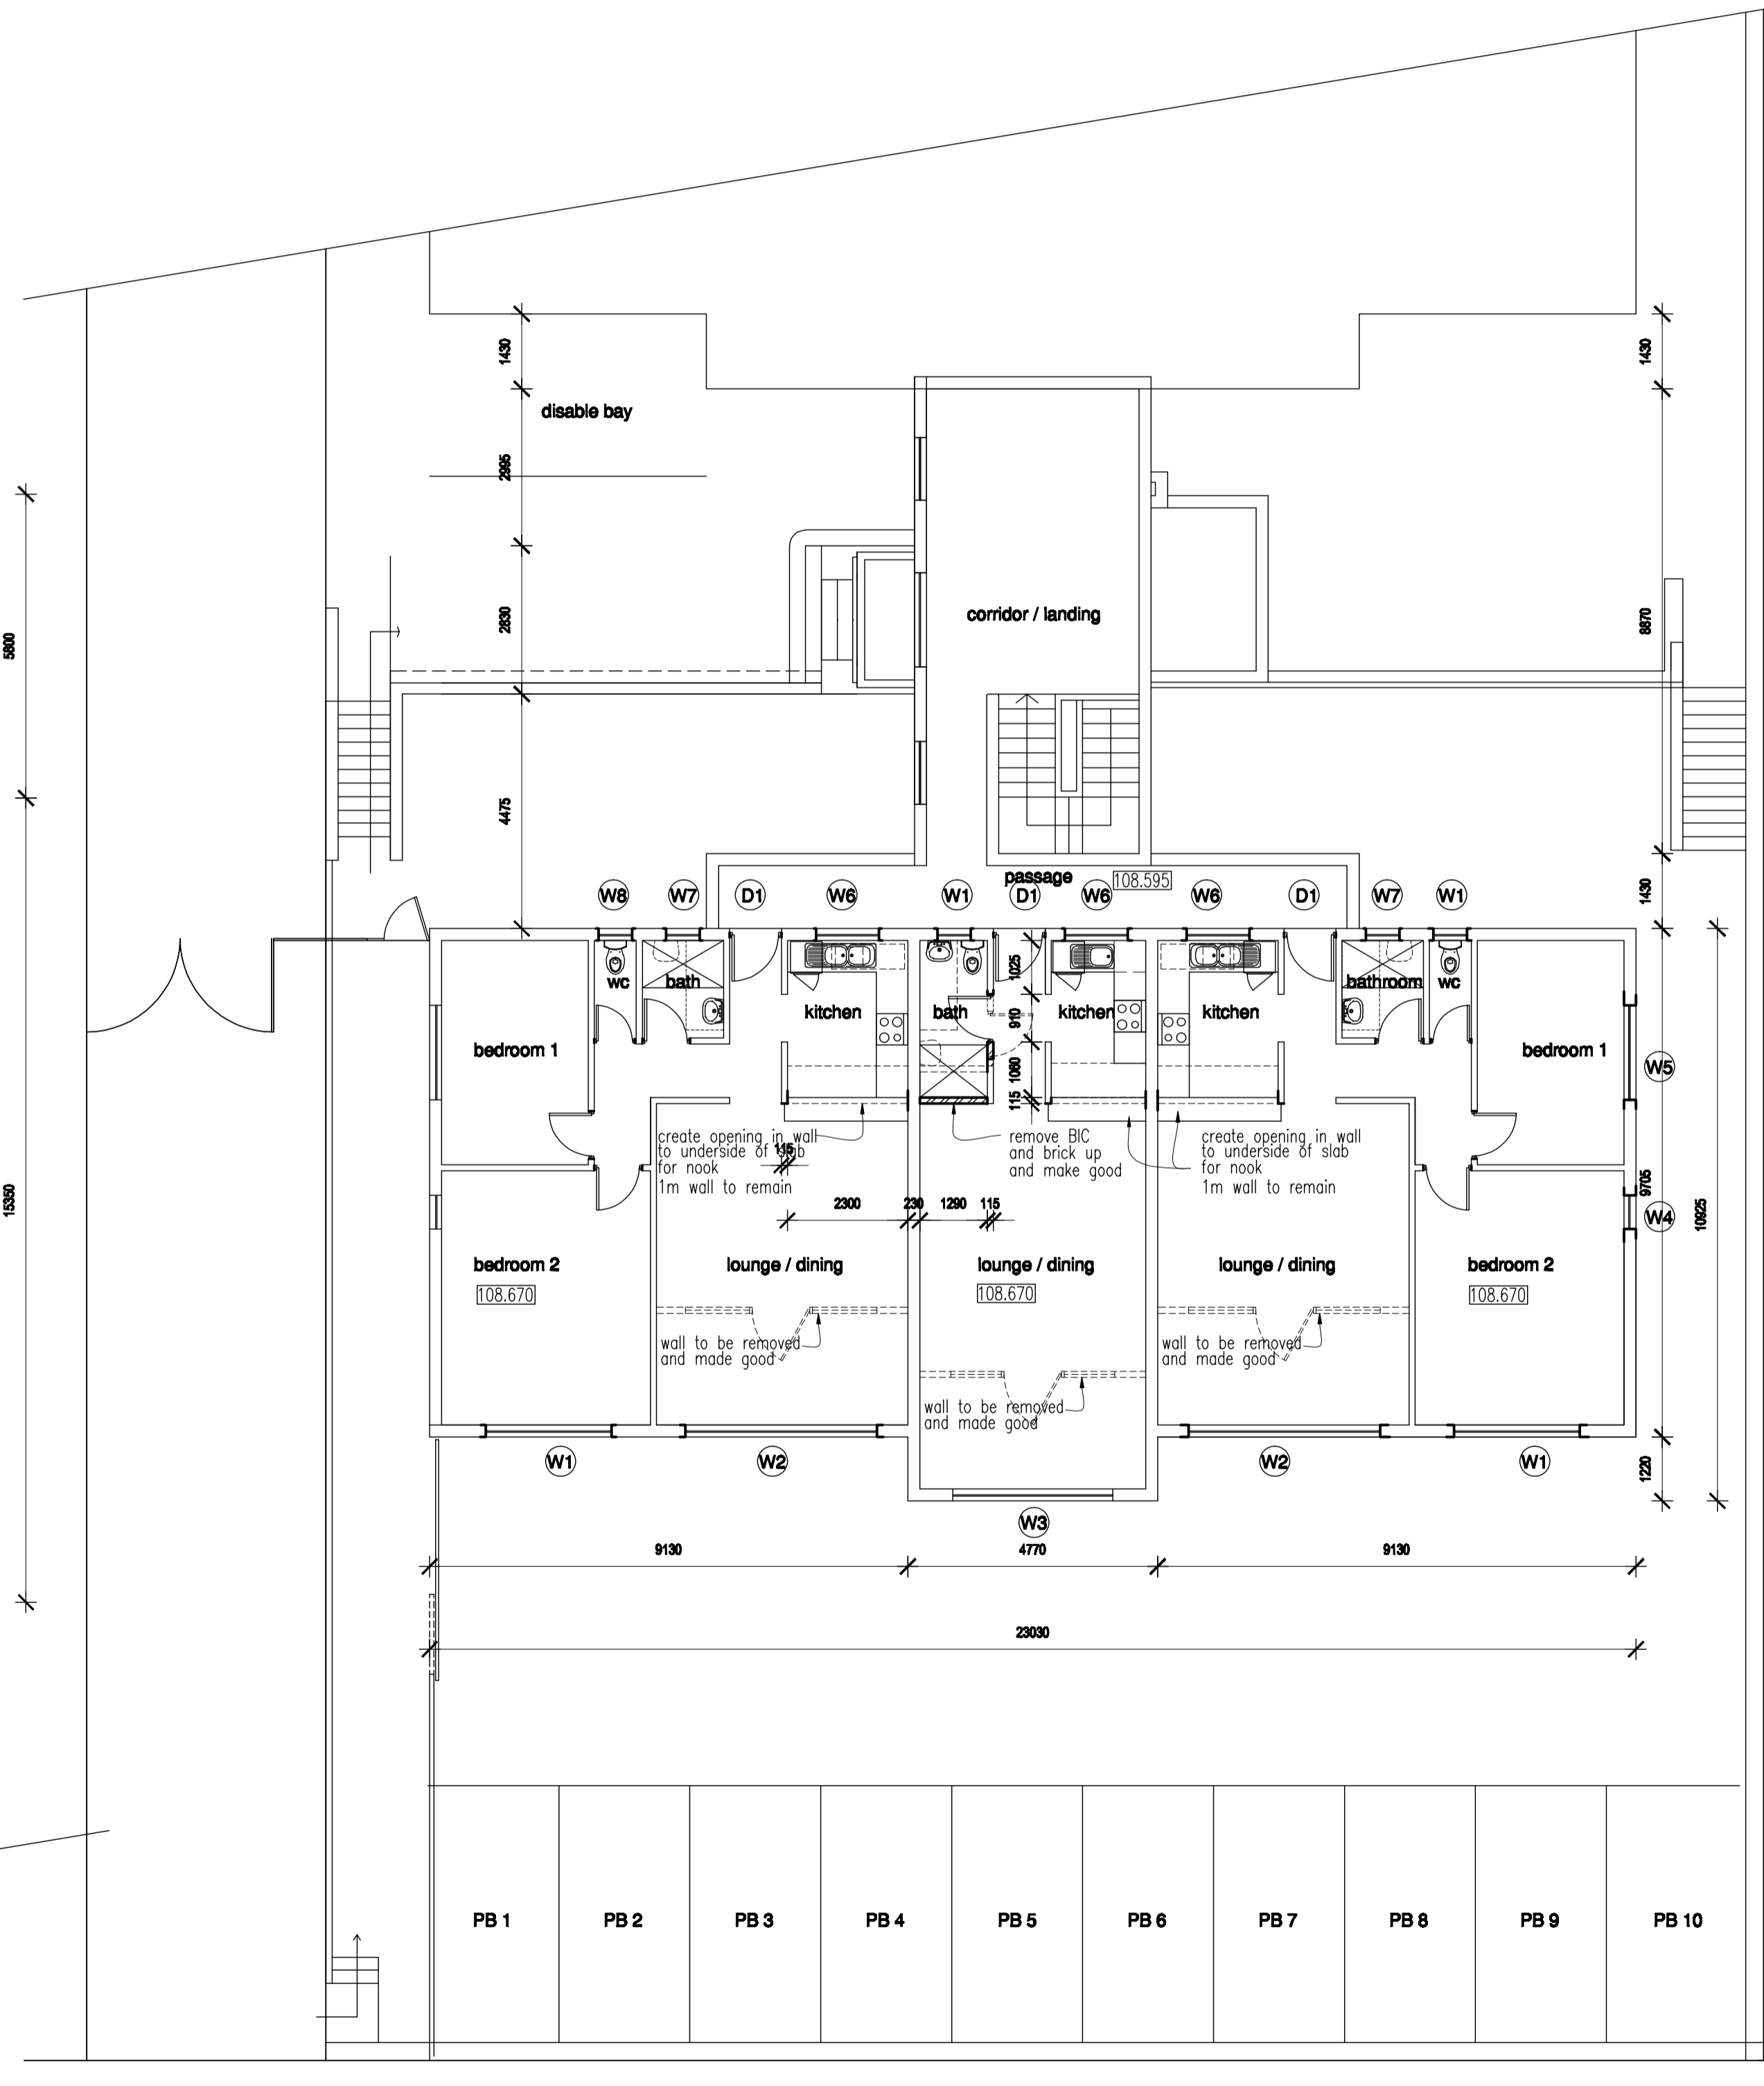 1430
1430
disable bay
2995
5800
2830
corridor / landing
8870
4475
passage
108.595
1430
W8
W7
D1
W6
W1
D1
W6
W6
D1
W7
W1
wc
bath
kitchen
bath
1025
910
1060
115
kitchen
kitchen
bathroom
wc
bedroom 1
bedroom 1
W5
create opening in wall
to underside of slab
for nook
1m wall to remain
115
remove BIC
and brick up
and make good
create opening in wall
to underside of slab
for nook
1m wall to remain
15350
9705
10925
W4
2300
230
1290
115
bedroom 2
108.670
lounge / dining
lounge / dining
108.670
lounge / dining
bedroom 2
108.670
wall to be removed
and made good
wall to be removed
and made good
wall to be removed
and made good
W1
W2
W2
W1
1220
W3
9130
4770
9130
23030
PB 1
PB 2
PB 3
PB 4
PB 5
PB 6
PB 7
PB 8
PB 9
PB 10